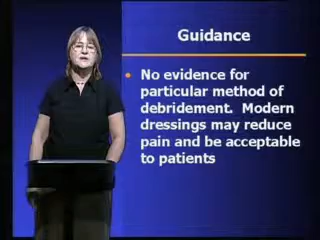 Guidance
• No evidence for
particular method of
debridement. Modern
dressings may reduce
pain and be acceptable
to patients